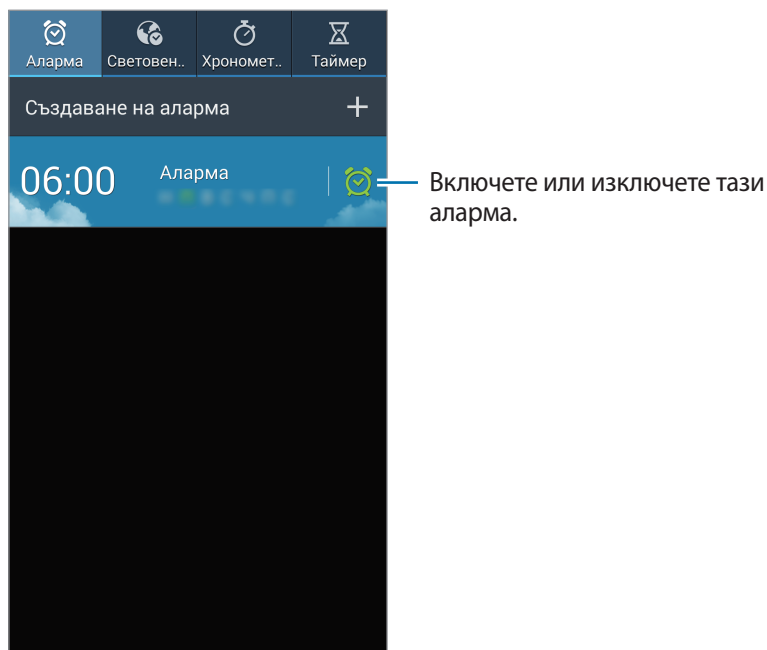 Аларма
Световен..
Хрономет..
Таймер
Създаване на аларма
06:00
Аларма
Включете или изключете тази
аларма.